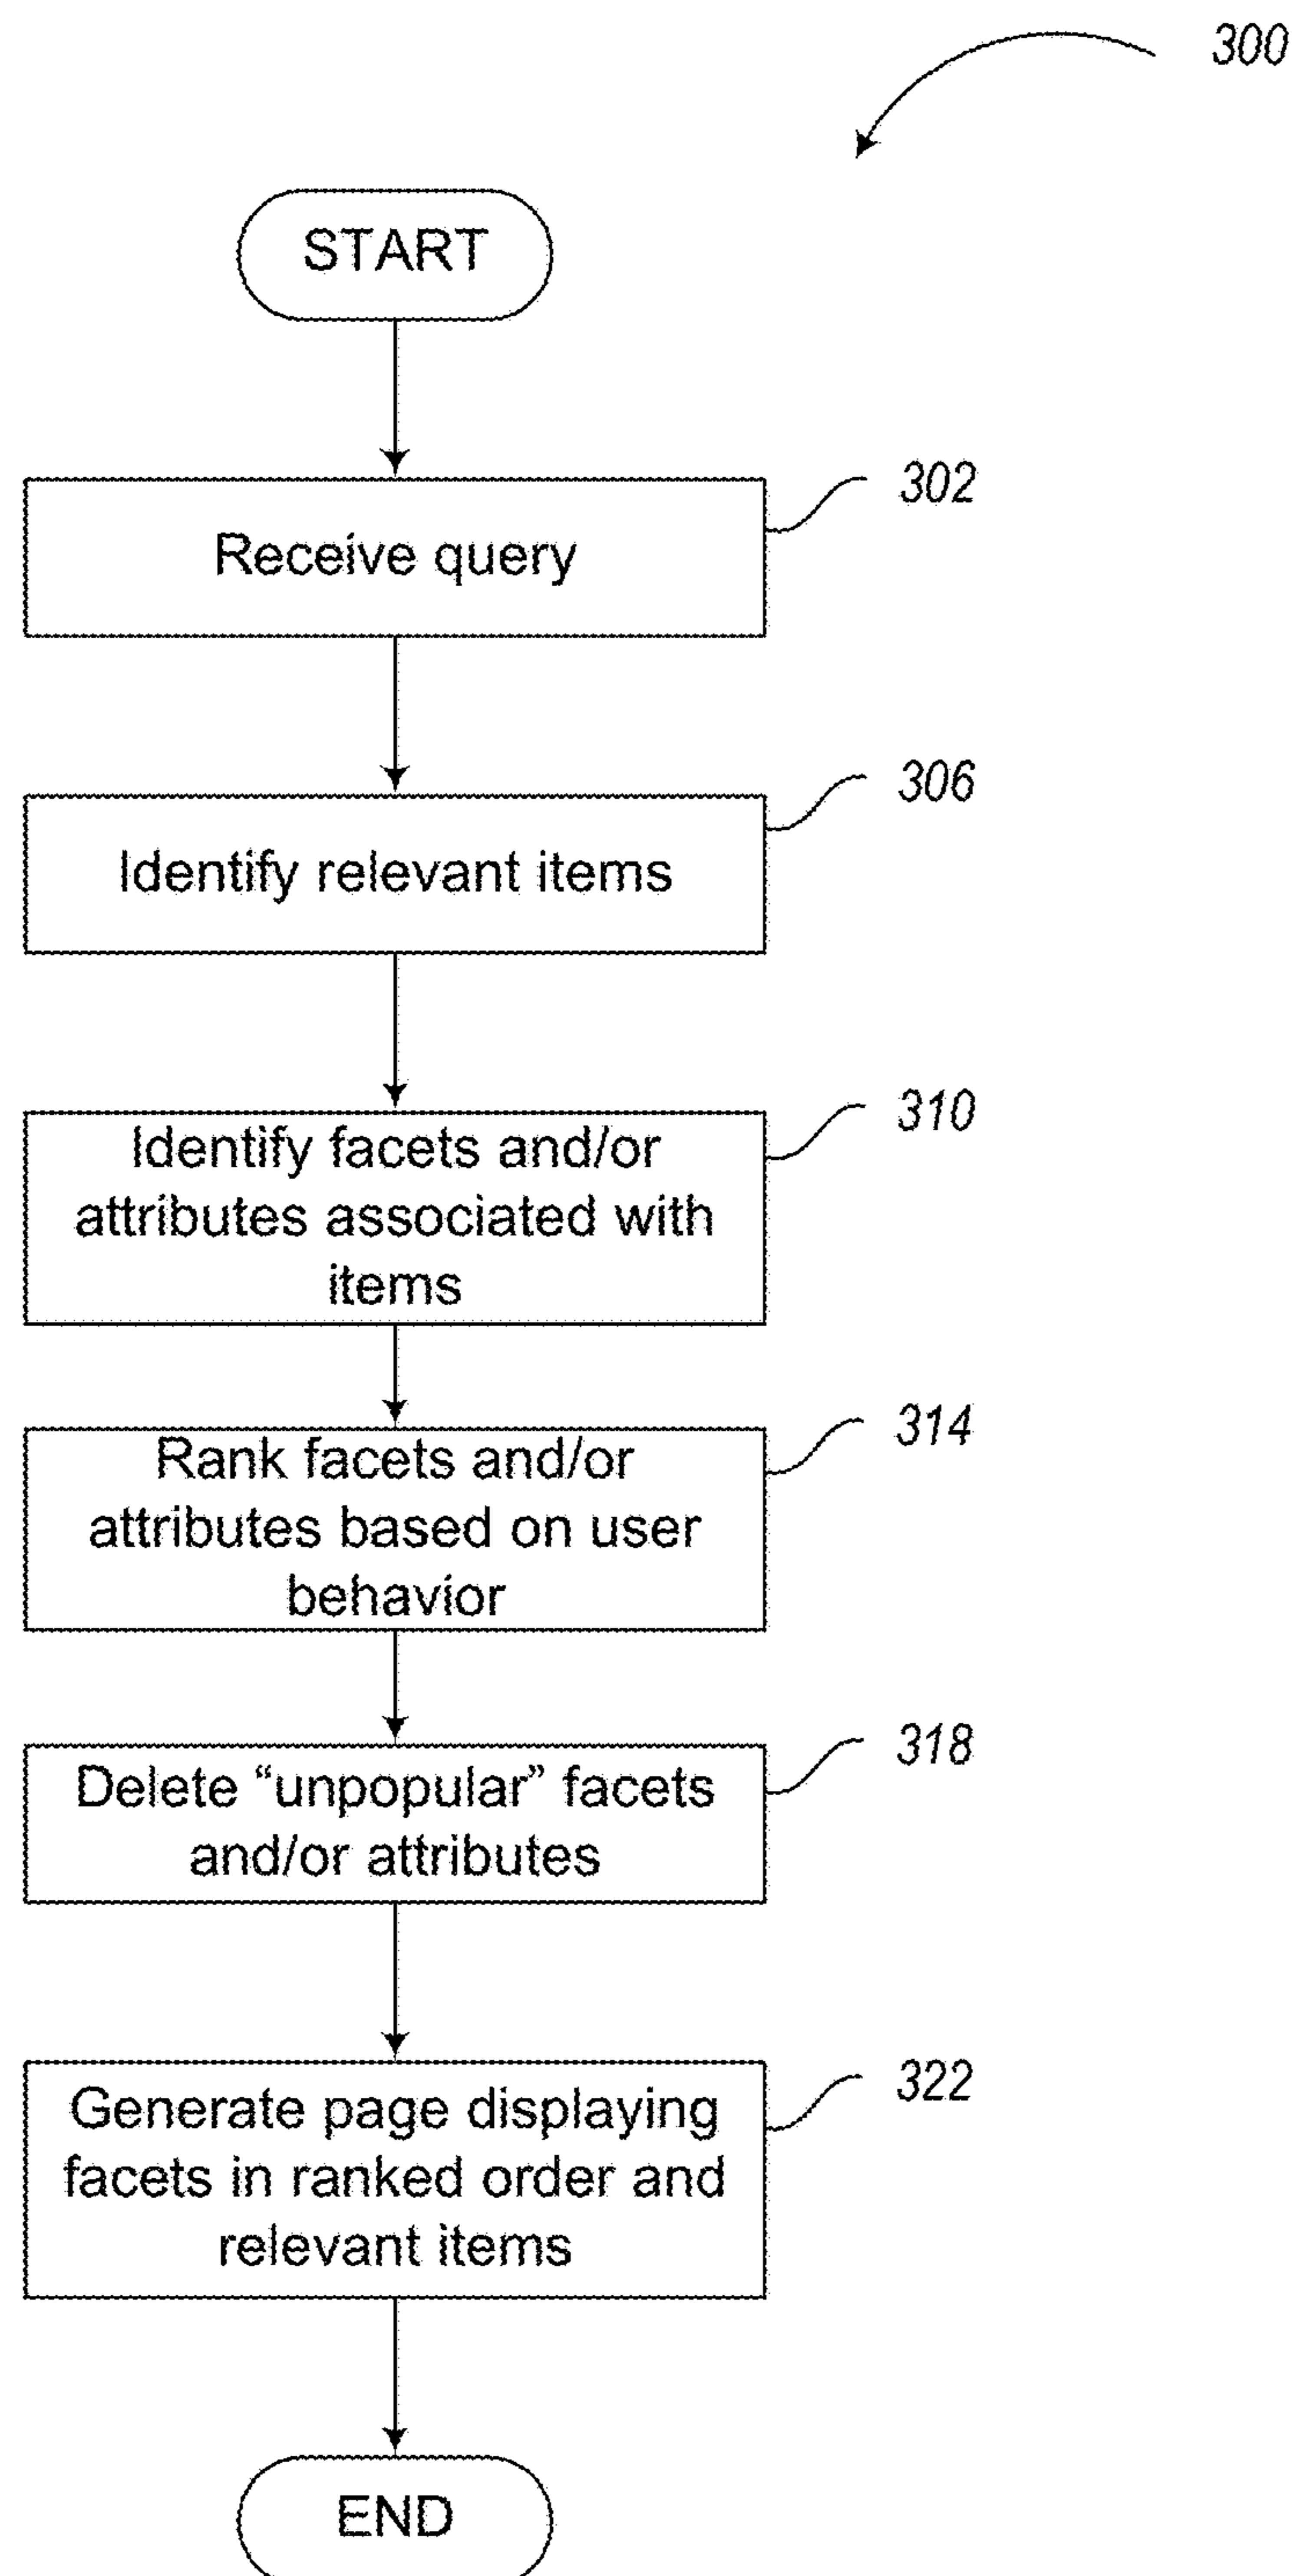 300
START
302
Receive query
306
Identify relevant items
310
Identify facets and/or
attributes associated with
items
314
Rank facets and/or
attributes based on user
behavior
318
Delete “unpopular” facets
and/or attributes
322
Generate page displaying
facets in ranked order and
relevant items
END